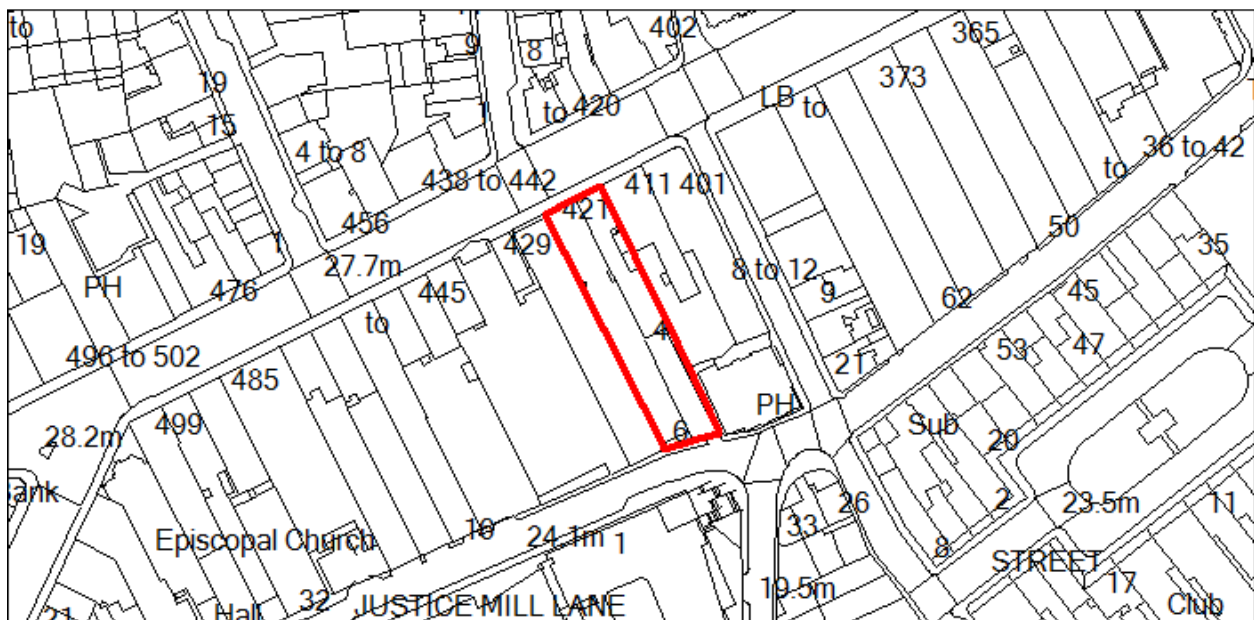 to
402
365
9
8
373
19
1
to 420
LB to
15
36 to 42
4 to 8
to
438 to 442
411 401
456
421
50
19
1
27.7m
429
8 to 12
35
PH
476
445
9
62
45
to
4
496 to 502
53
47
485
21
PH
499
6
Sub
28.2m
20
Bank
26
2
23.5m
11
10
33
Episcopal Church
24.1m
1
8
STREET
17
19.5m
21
Hall
32
JUSTICE MILL LANE
Club